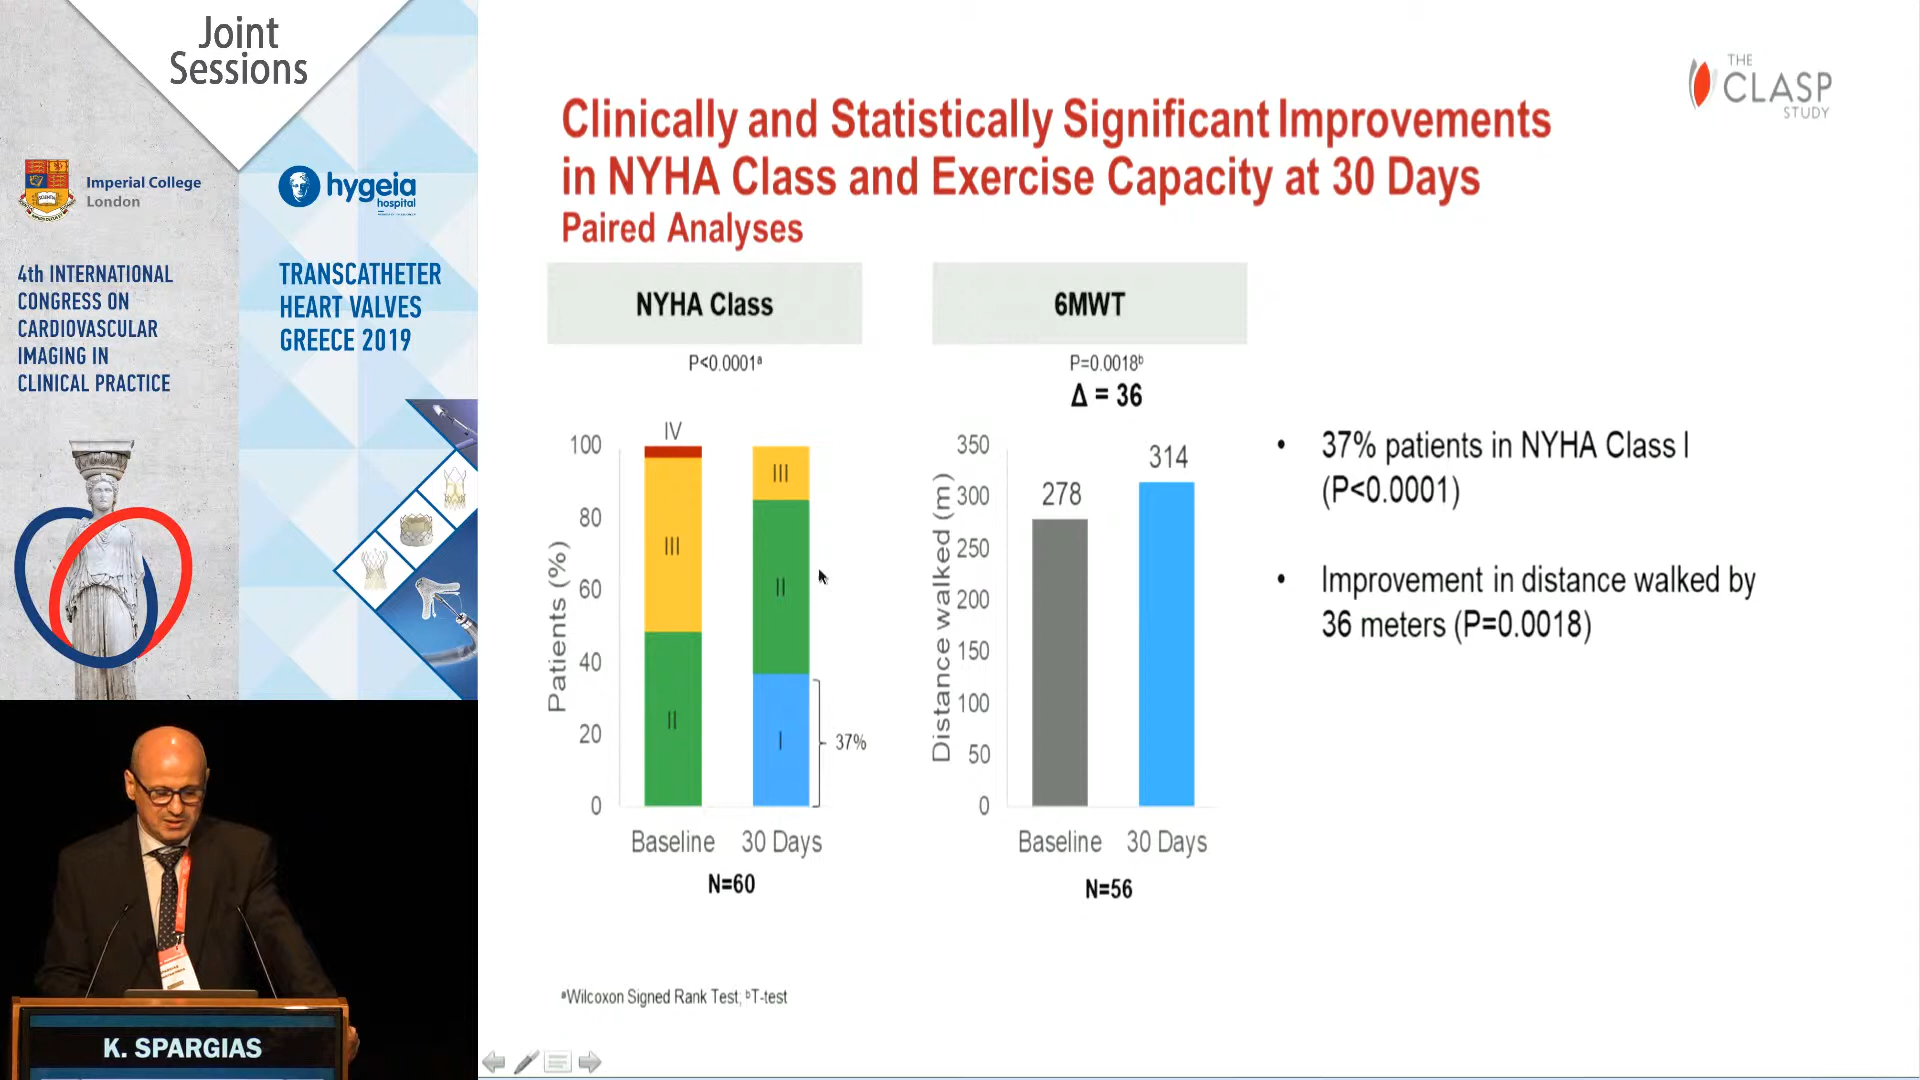 Joint
Sessions
Imperial College
London
hygeia
hospital
4th INTERNATIONAL
CONGRESS ON
CARDIOVASCULAR
IMAGING IN
CLINICAL PRACTICE
TRANSCATHETER
HEART VALVES
GREECE 2019
K. SPARGIAS
THE
CLASP
STUDY
Clinically and Statistically Significant Improvements
in NYHA Class and Exercise Capacity at 30 Days
Paired Analyses
NYHA Class
P<0.0001ᵃ
IV
100
80
60
40
20
0
Patients (%)
III
II
III
II
I
37%
Baseline 30 Days
N=60
6MWT
P=0.0018ᵇ
Δ = 36
350
300
250
200
150
100
50
0
Distance walked (m)
278
314
Baseline 30 Days
N=56
• 37% patients in NYHA Class I
(P<0.0001)
• Improvement in distance walked by
36 meters (P=0.0018)
ᵃWilcoxon Signed Rank Test; ᵇT-test